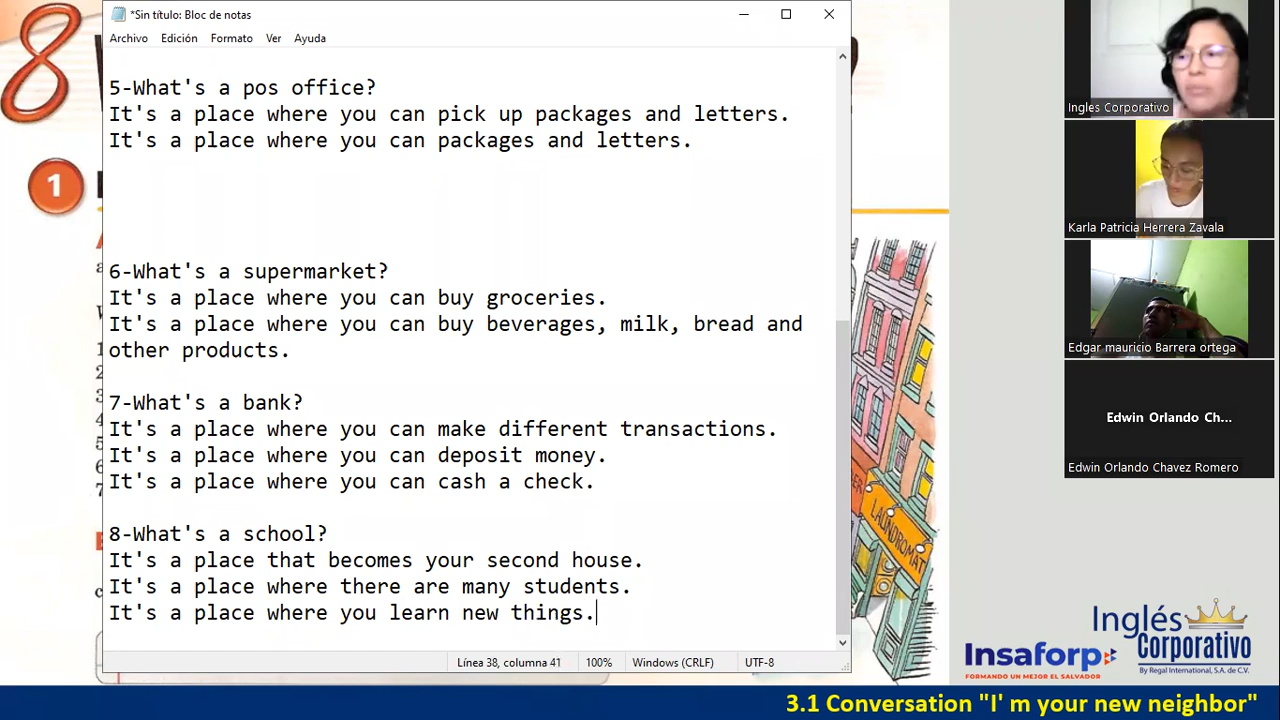 *Sin título: Bloc de notas
Archivo Edición Formato Ver Ayuda
8
1
5-What's a pos office?
It's a place where you can pick up packages and letters.
It's a place where you can packages and letters.
6-What's a supermarket?
It's a place where you can buy groceries.
It's a place where you can buy beverages, milk, bread and
other products.
7-What's a bank?
It's a place where you can make different transactions.
It's a place where you can deposit money.
It's a place where you can cash a check.
8-What's a school?
It's a place that becomes your second house.
It's a place where there are many students.
It's a place where you learn new things.
Línea 38, columna 41 100% Windows (CRLF) UTF-8
LAUNDROMAT
Ingles Corporativo
Karla Patricia Herrera Zavala
Edgar mauricio Barrera ortega
Edwin Orlando Ch...
Edwin Orlando Chavez Romero
Inglés
Corporativo
By Regal International, S.A. de C.V.
Insaforp
FORMANDO UN MEJOR EL SALVADOR
3.1 Conversation "I' m your new neighbor"